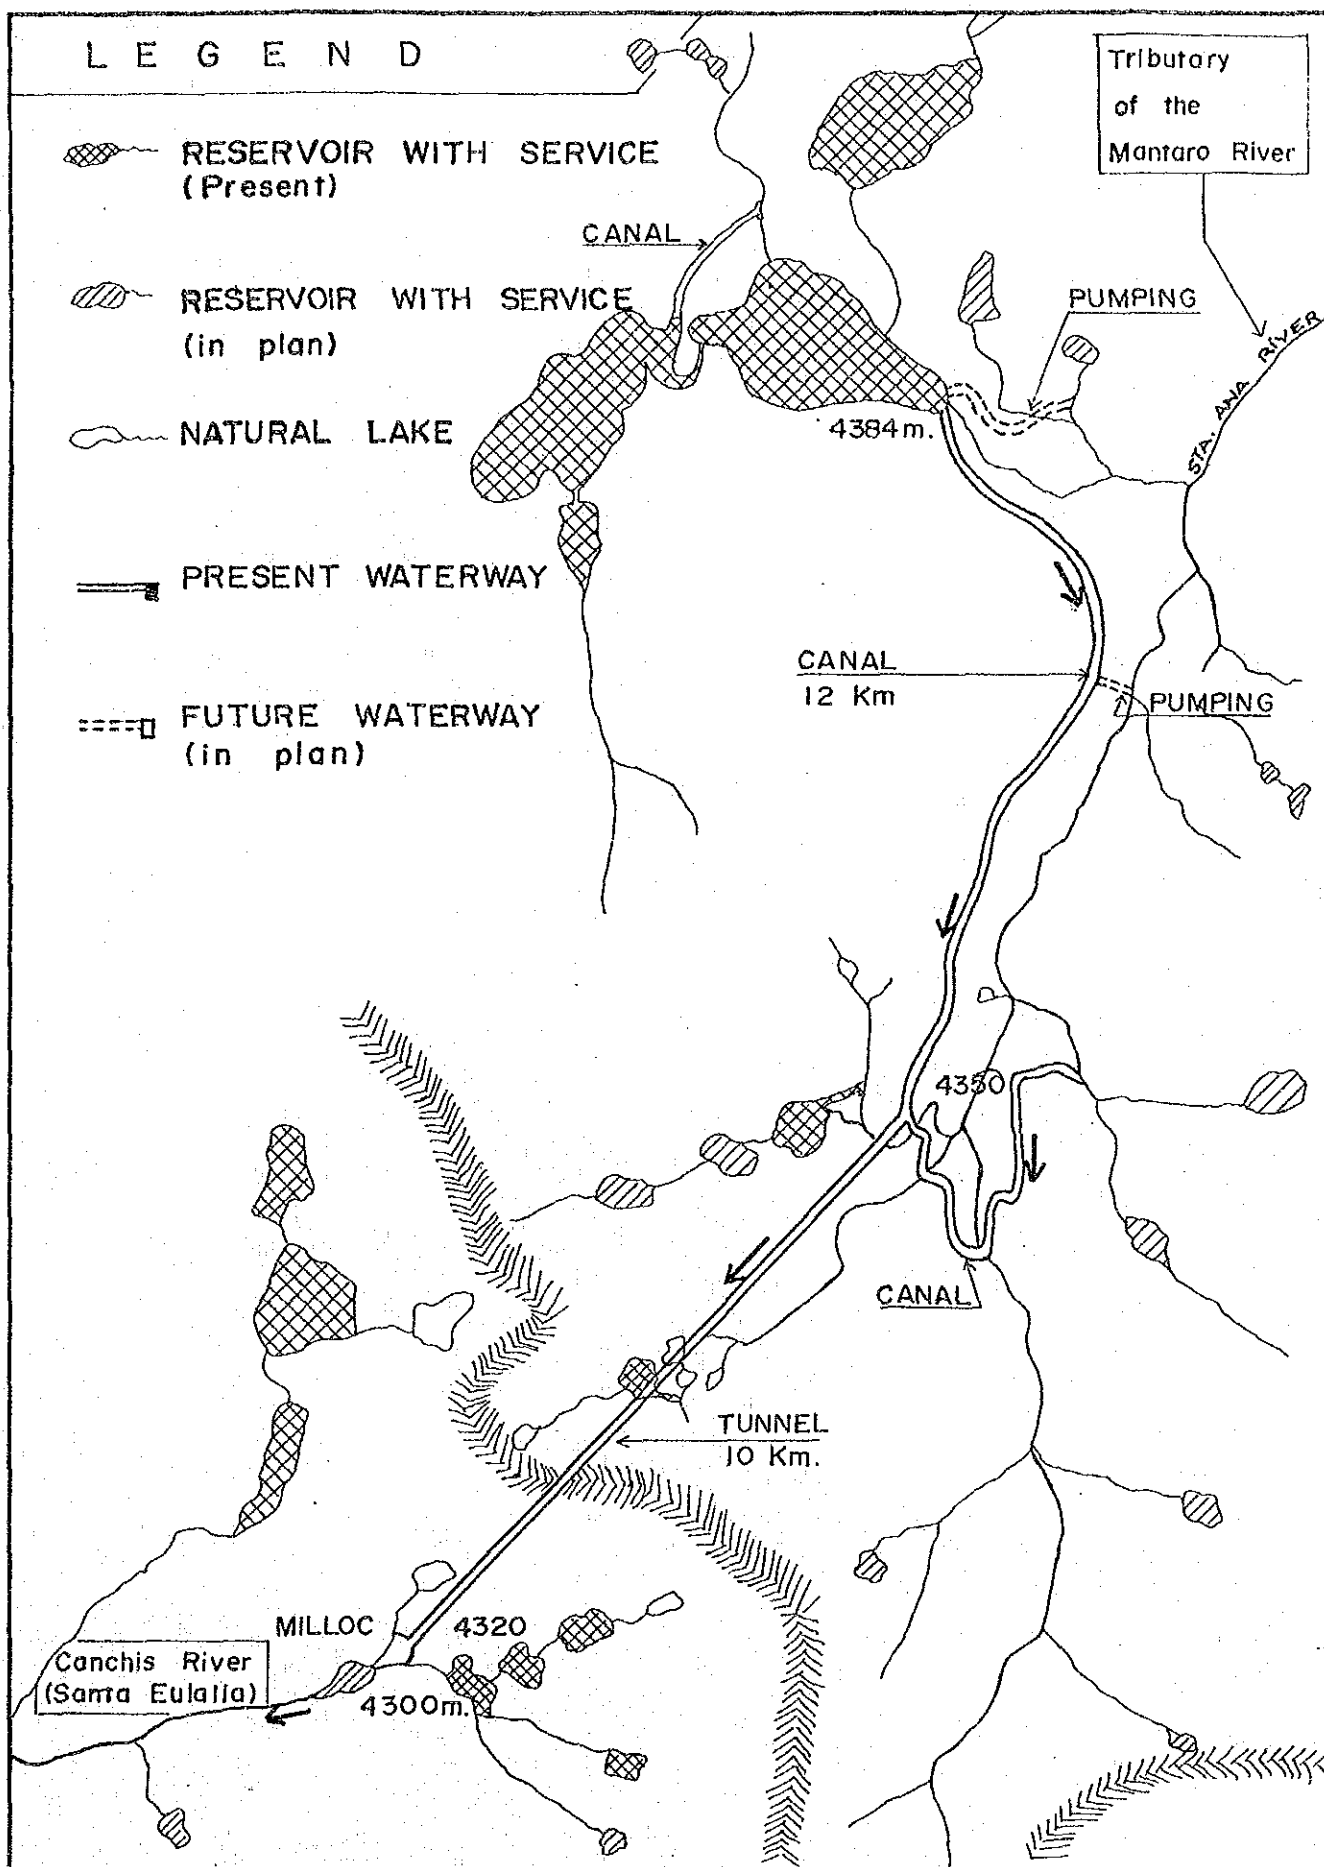 LEGEND
RESERVOIR WITH SERVICE
(Present)
RESERVOIR WITH SERVICE
(in plan)
NATURAL LAKE
PRESENT WATERWAY
FUTURE WATERWAY
(in plan)
Tributary
of the
Mantaro River
CANAL
PUMPING
STA. ANA RIVER
4384m.
CANAL
12 Km
PUMPING
4350
CANAL
TUNNEL
10 Km.
MILLOC
4320
Canchis River
(Santa Eulalia)
4300m.